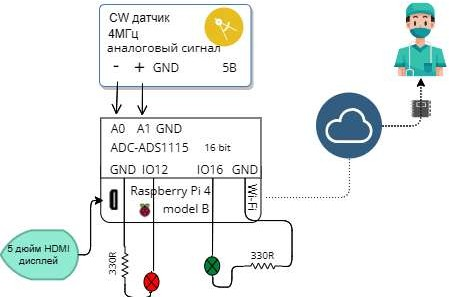 CW датчик
4МГц
аналоговый сигнал
- + GND 5В
A0 A1 GND
ADC-ADS1115 16 bit
GND IO12 IO16 GND
Raspberry Pi 4
model B
Wi-Fi
5 дюйм HDMI
дисплей
330R
330R